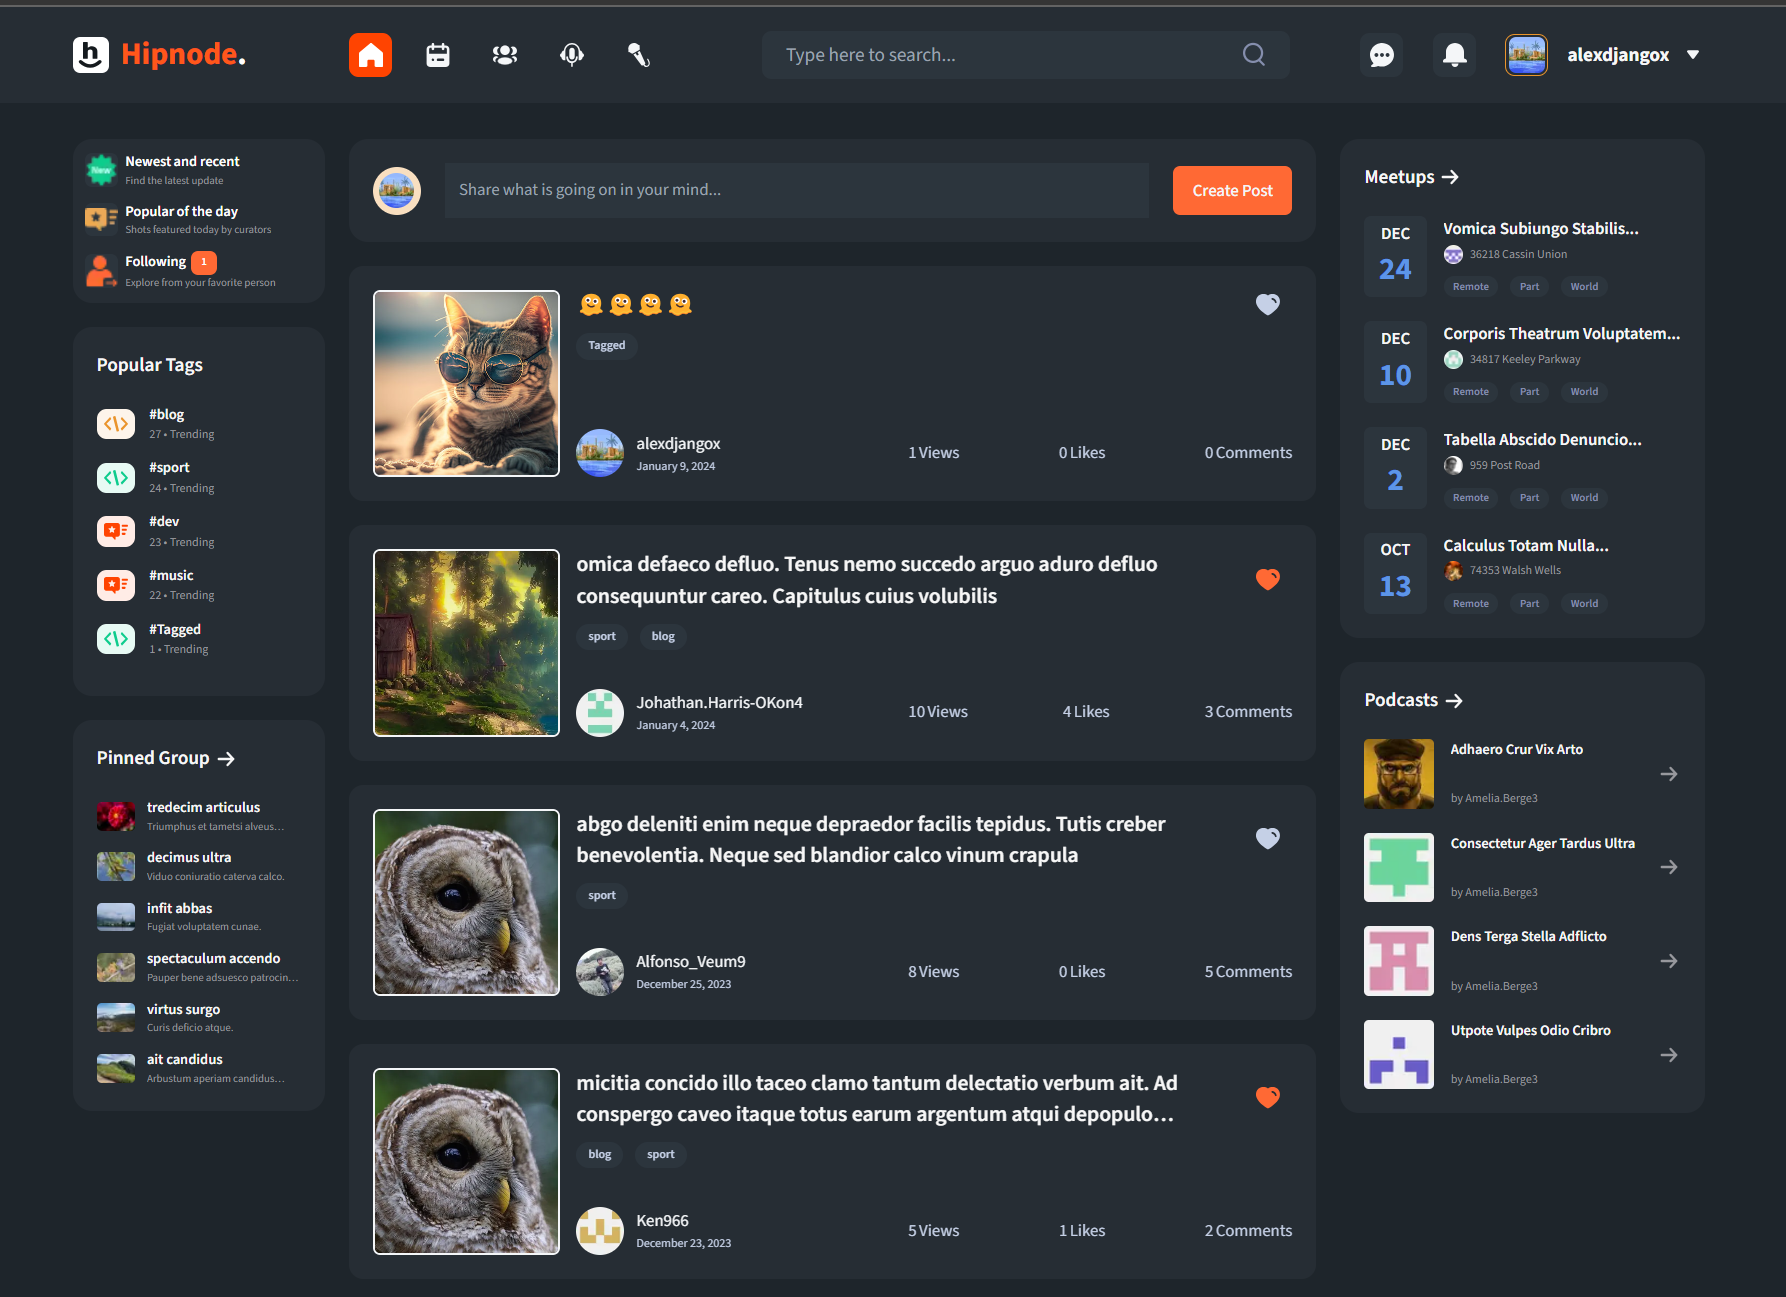 Hipnode.
Type here to search...
alexdjangox
New
Newest and recent
Find the latest update
Popular of the day
Shots featured today by curators
Following 1
Explore from your favorite person
Popular Tags
#blog
27 • Trending
#sport
24 • Trending
#dev
23 • Trending
#music
22 • Trending
#Tagged
1 • Trending
Pinned Group
tredecim articulus
Triumphus et tametsi alveus…
decimus ultra
Viduo coniuratio caterva calco.
infit abbas
Fugiat voluptatem cunae.
spectaculum accendo
Pauper bene adsuesco patrocin…
virtus surgo
Curis deficio atque.
ait candidus
Arbustum aperiam candidus…
Share what is going on in your mind...
Create Post
Tagged
alexdjangox
January 9, 2024
1 Views
0 Likes
0 Comments
omica defaeco defluo. Tenus nemo succedo arguo aduro defluo
consequuntur careo. Capitulus cuius volubilis
sport
blog
Johathan.Harris-OKon4
January 4, 2024
10 Views
4 Likes
3 Comments
abgo deleniti enim neque depraedor facilis tepidus. Tutis creber
benevolentia. Neque sed blandior calco vinum crapula
sport
Alfonso_Veum9
December 25, 2023
8 Views
0 Likes
5 Comments
micitia concido illo taceo clamo tantum delectatio verbum ait. Ad
conspergo caveo itaque totus earum argentum atqui depopulo…
blog
sport
Ken966
December 23, 2023
5 Views
1 Likes
2 Comments
Meetups
DEC
24
Vomica Subiungo Stabilis...
36218 Cassin Union
Remote
Part
World
DEC
10
Corporis Theatrum Voluptatem...
34817 Keeley Parkway
Remote
Part
World
DEC
2
Tabella Abscido Denuncio...
959 Post Road
Remote
Part
World
OCT
13
Calculus Totam Nulla...
74353 Walsh Wells
Remote
Part
World
Podcasts
Adhaero Crur Vix Arto
by Amelia.Berge3
Consectetur Ager Tardus Ultra
by Amelia.Berge3
Dens Terga Stella Adflicto
by Amelia.Berge3
Utpote Vulpes Odio Cribro
by Amelia.Berge3